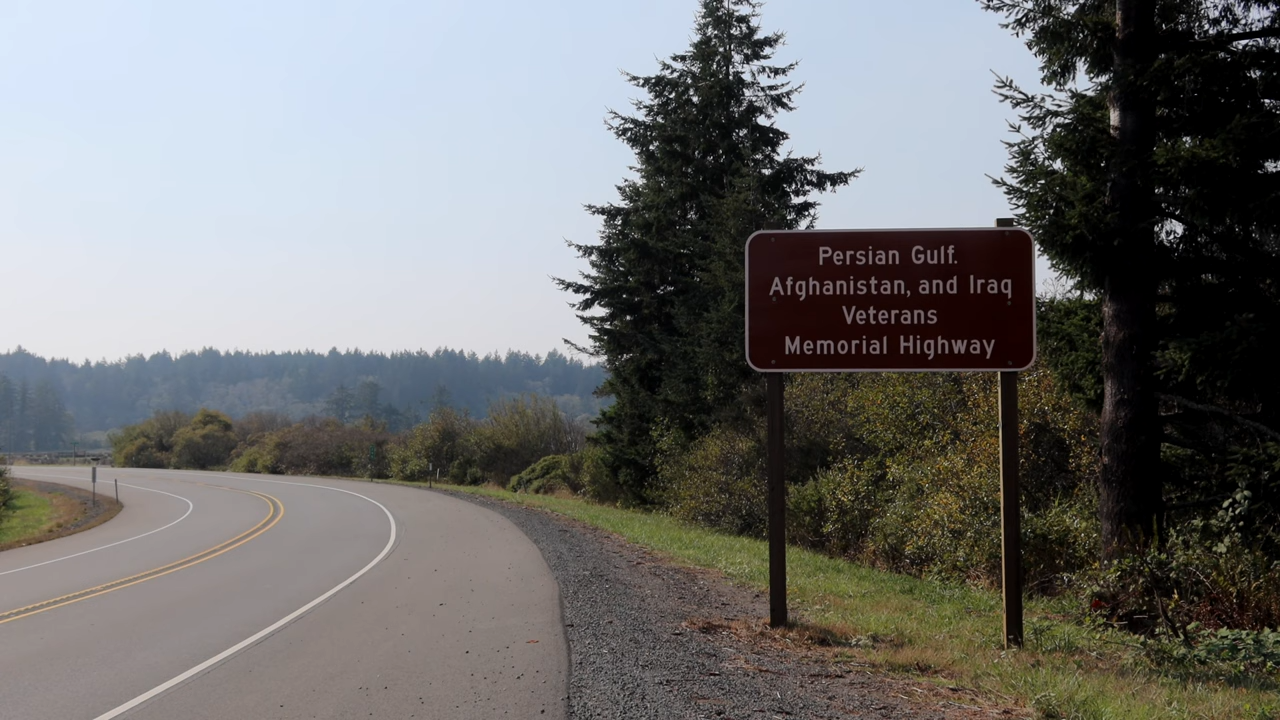 Persian Gulf.
Afghanistan, and Iraq
Veterans
Memorial Highway